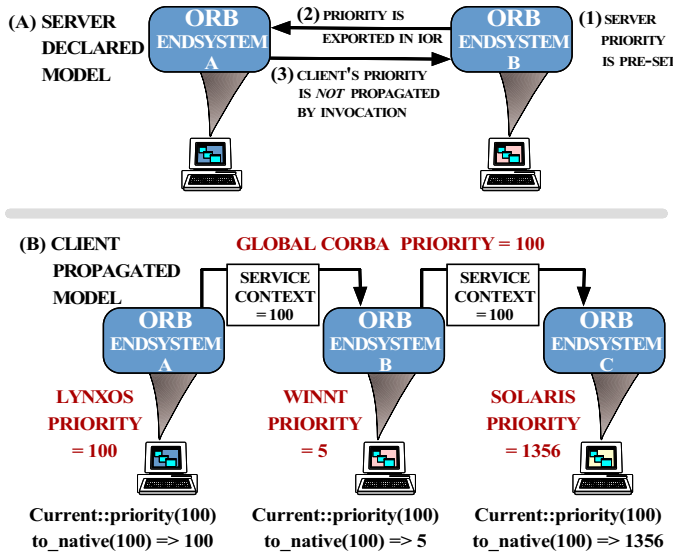 (A) SERVER
DECLARED
MODEL
ORB
ENDSYSTEM
A
(2) PRIORITY IS
EXPORTED IN IOR
(3) CLIENT'S PRIORITY
IS NOT PROPAGATED
BY INVOCATION
ORB
ENDSYSTEM
B
(1) SERVER
PRIORITY
IS PRE-SET
(B) CLIENT
PROPAGATED
MODEL
GLOBAL CORBA PRIORITY = 100
SERVICE
CONTEXT
= 100
SERVICE
CONTEXT
= 100
ORB
ENDSYSTEM
A
ORB
ENDSYSTEM
B
ORB
ENDSYSTEM
C
LYNXOS
PRIORITY
= 100
WINNT
PRIORITY
= 5
SOLARIS
PRIORITY
= 1356
Current::priority(100)
to_native(100) => 100
Current::priority(100)
to_native(100) => 5
Current::priority(100)
to_native(100) => 1356